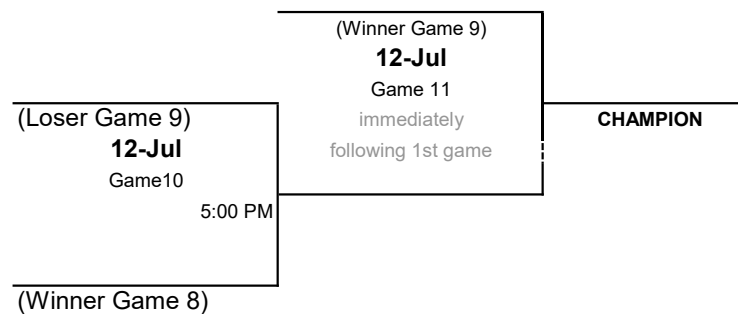 (Winner Game 9)
12-Jul
Game 11
(Loser Game 9)
immediately
CHAMPION
12-Jul
following 1st game
Game10
5:00 PM
(Winner Game 8)